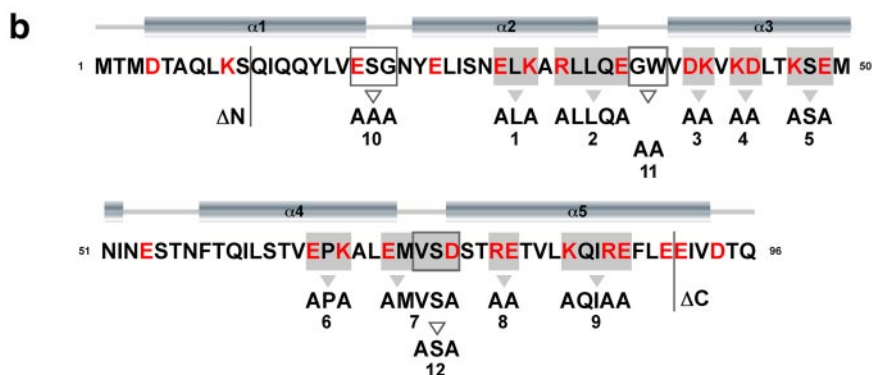 b
α1 α2 α3
1 MTMDTAQLKSQIQQYLVESGNYELISNELKARLLQEGWVDKVKDLTKSEM 50
ΔN AAA ALA ALLQA AA AA ASA
10 1 2 AA 3 4 5
11
α4 α5
51 NINESTNFTQILSTVEPKALEMVSDSTRETVLKQIREFLEEIVDTQ 96
APA AMVSA AA AQIAA ΔC
6 7 8 9
ASA
12